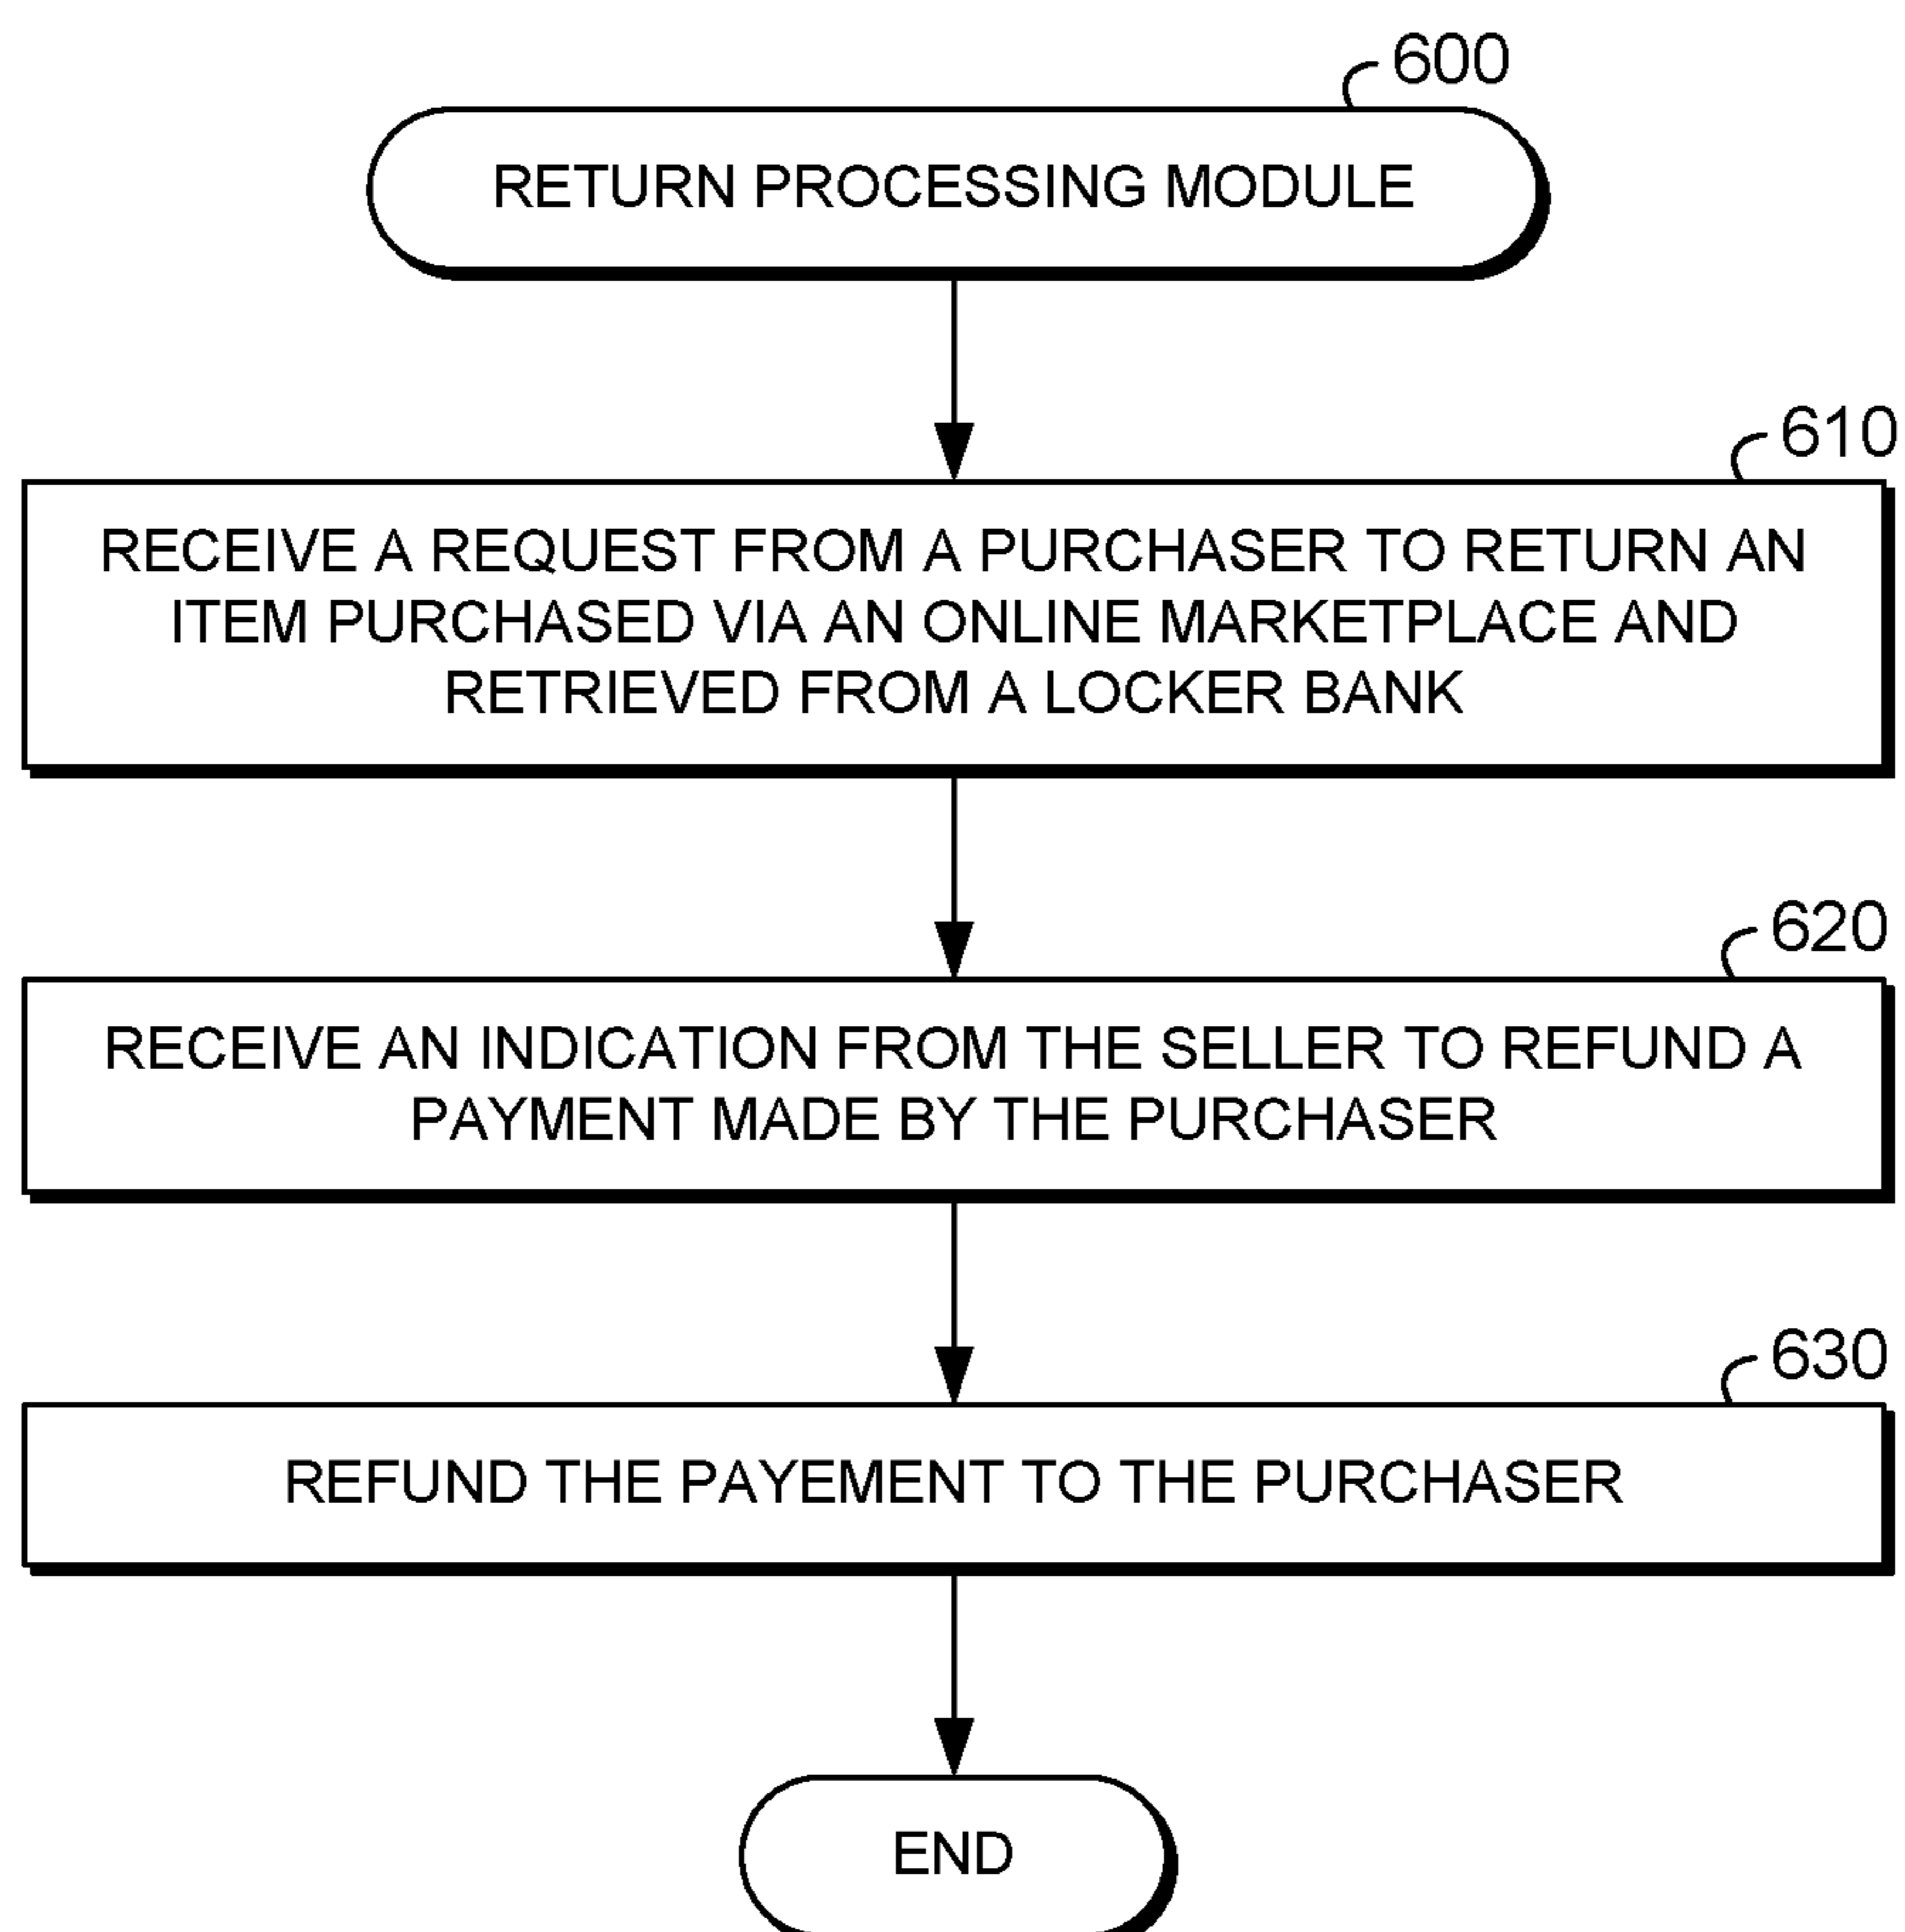 600
RETURN PROCESSING MODULE
610
RECEIVE A REQUEST FROM A PURCHASER TO RETURN AN
ITEM PURCHASED VIA AN ONLINE MARKETPLACE AND
RETRIEVED FROM A LOCKER BANK
620
RECEIVE AN INDICATION FROM THE SELLER TO REFUND A
PAYMENT MADE BY THE PURCHASER
630
REFUND THE PAYEMENT TO THE PURCHASER
END